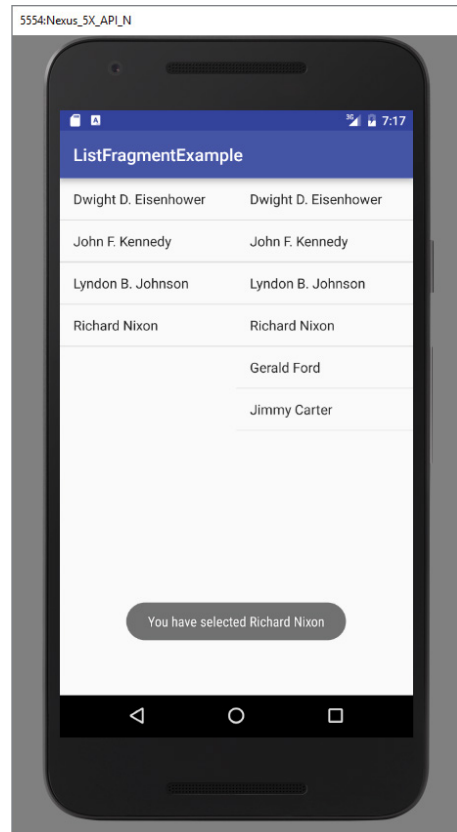 5554:Nexus_5X_API_N
A 3G 7:17
ListFragmentExample
Dwight D. Eisenhower Dwight D. Eisenhower
John F. Kennedy John F. Kennedy
Lyndon B. Johnson Lyndon B. Johnson
Richard Nixon Richard Nixon
Gerald Ford
Jimmy Carter
You have selected Richard Nixon